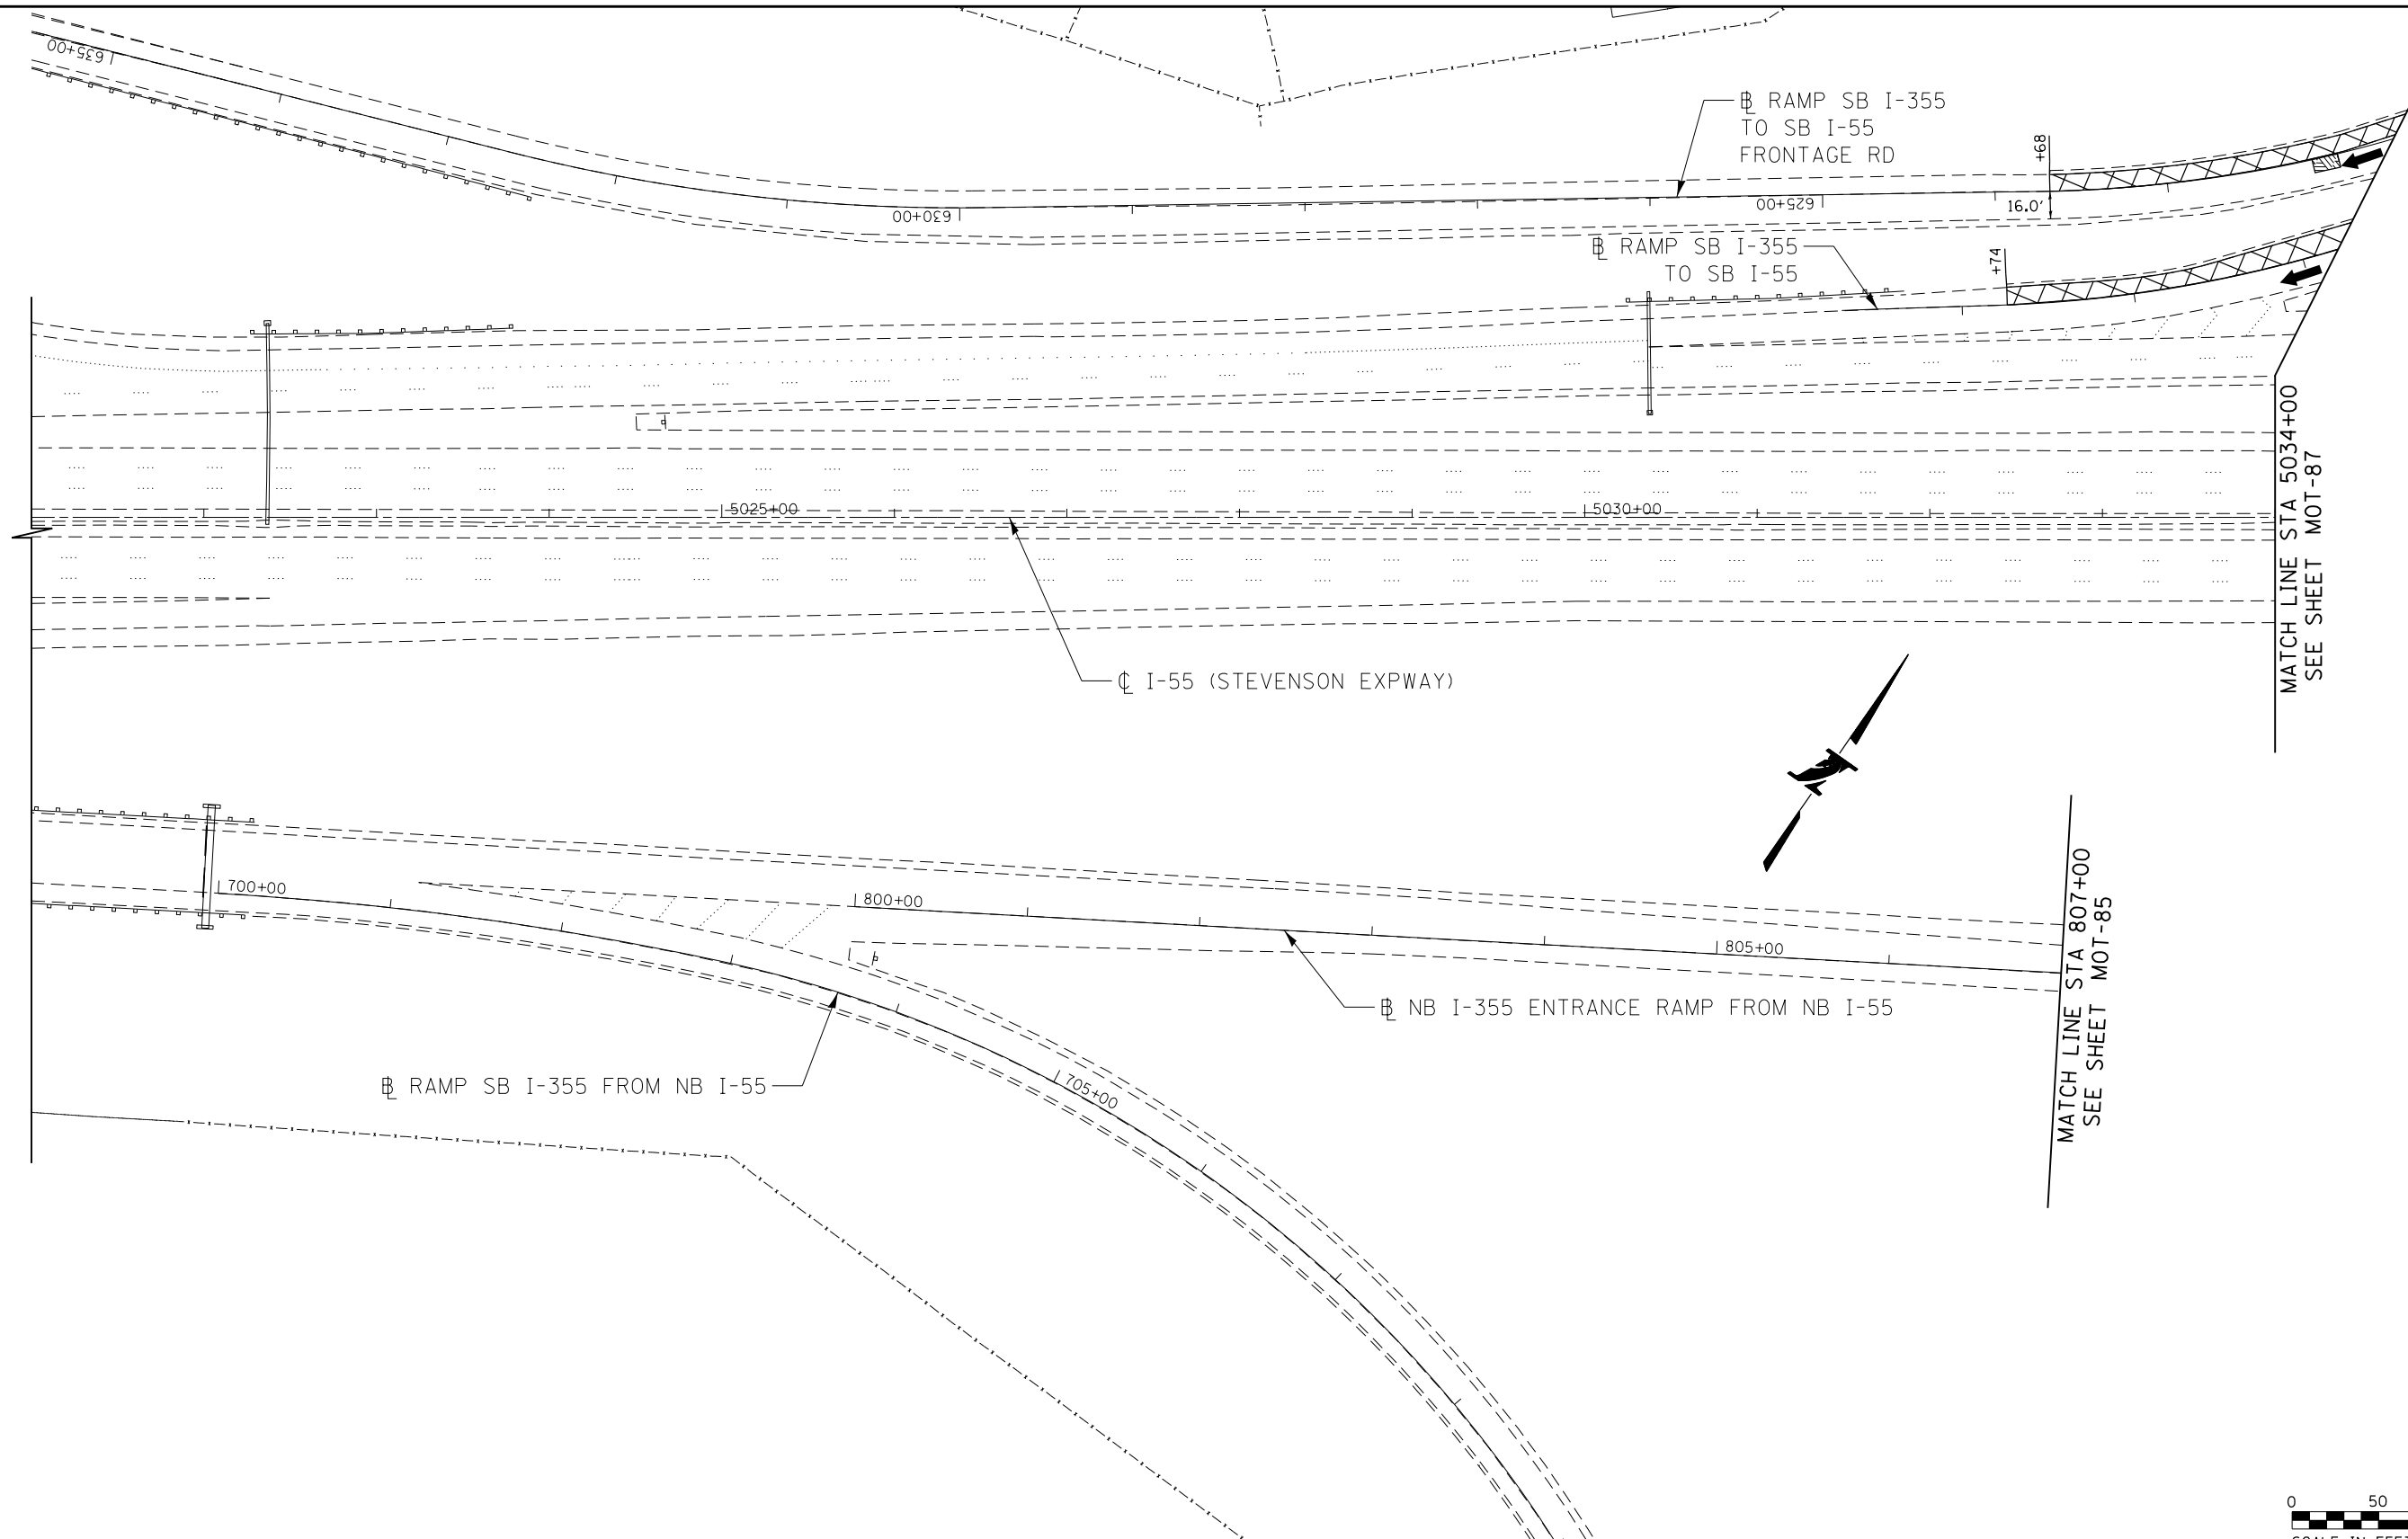 635+00
℄ RAMP SB I-355
TO SB I-55
FRONTAGE RD
+68
630+00
625+00
16.0'
℄ RAMP SB I-355
TO SB I-55
+74
5025+00
5030+00
MATCH LINE STA 5034+00
SEE SHEET MOT-87
℄ I-55 (STEVENSON EXPWAY)
700+00
800+00
805+00
MATCH LINE STA 807+00
SEE SHEET MOT-85
℄ NB I-355 ENTRANCE RAMP FROM NB I-55
℄ RAMP SB I-355 FROM NB I-55
705+00
0 50